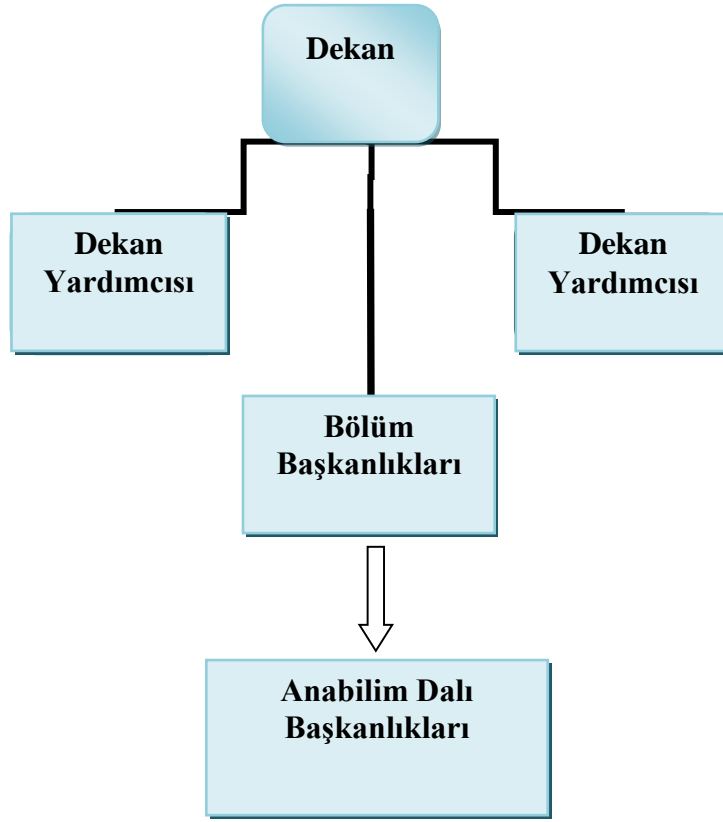 Dekan
Dekan
Yardımcısı
Dekan
Yardımcısı
Bölüm
Başkanlıkları
Anabilim Dalı
Başkanlıkları